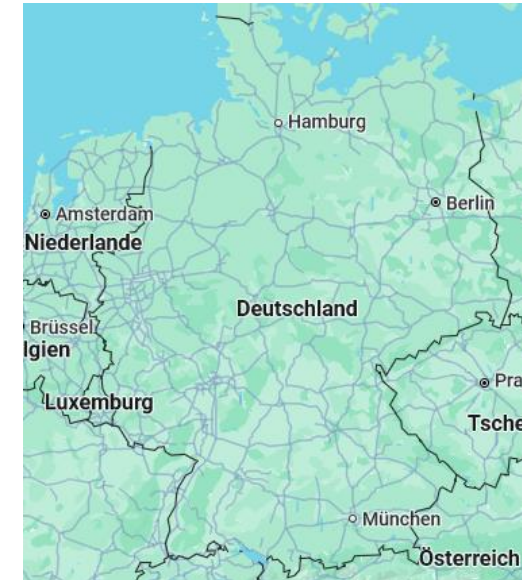 Hamburg
Berlin
Amsterdam
Niederlande
Deutschland
Brüssel
lgien
Pra
Luxemburg
Tsche
München
Österreich